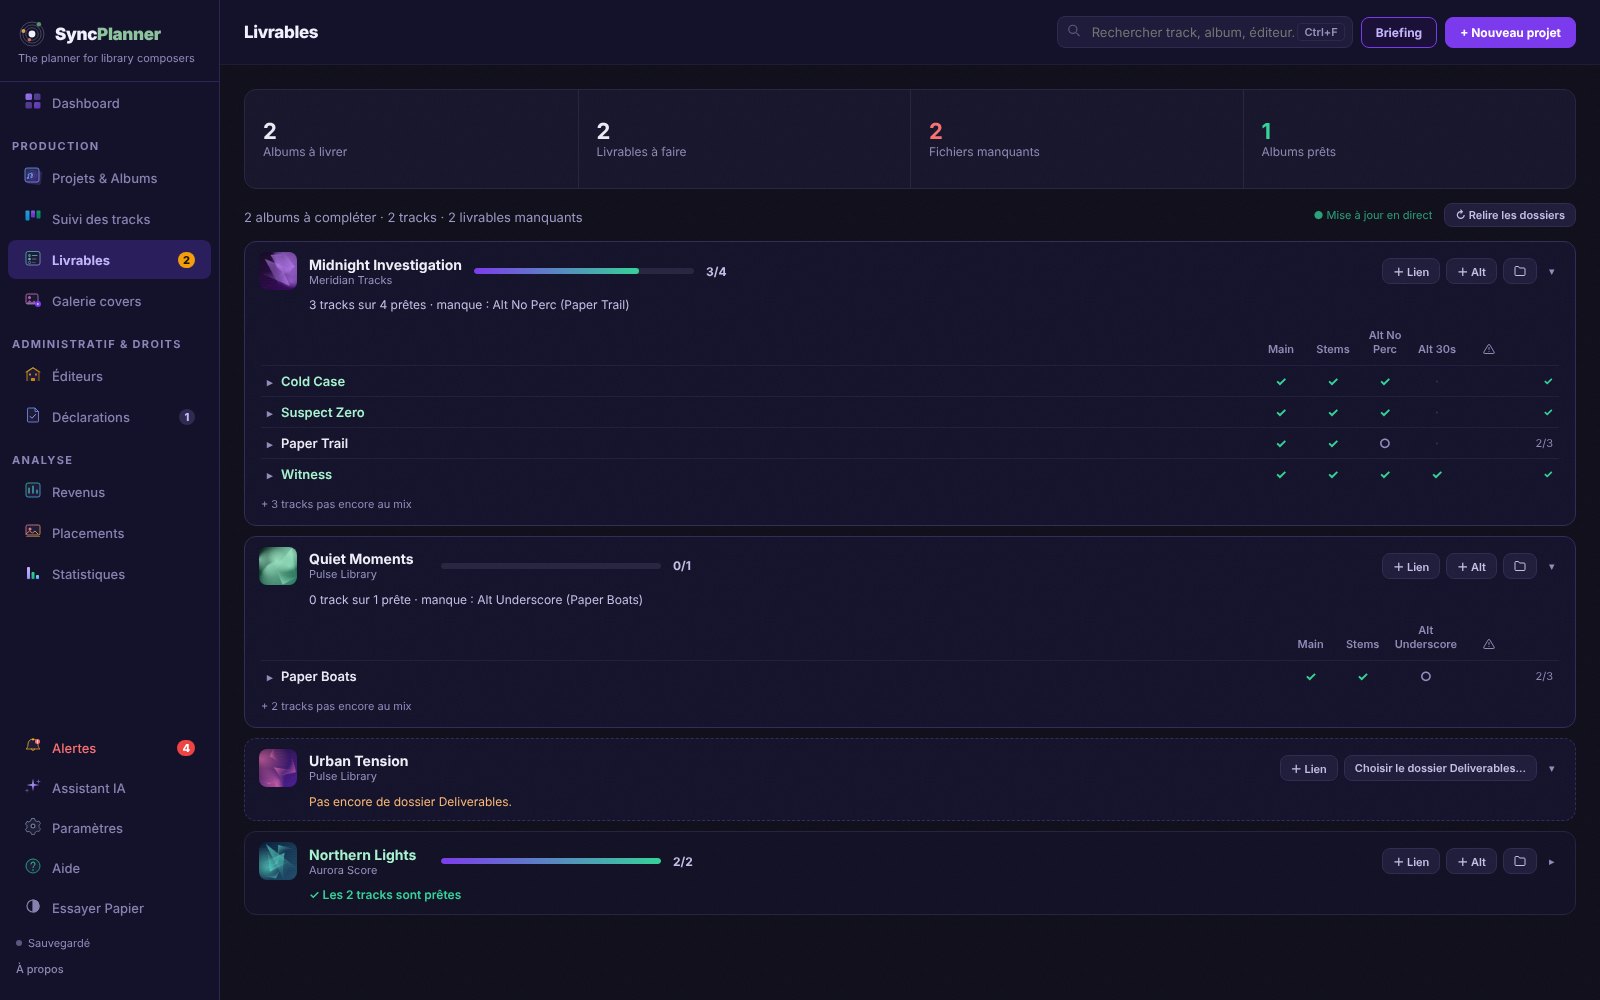 SyncPlanner
The planner for library composers
Dashboard
PRODUCTION
Projets & Albums
Suivi des tracks
Livrables 2
Galerie covers
ADMINISTRATIF & DROITS
Éditeurs
Déclarations 1
ANALYSE
Revenus
Placements
Statistiques
Alertes 4
Assistant IA
Paramètres
Aide
Essayer Papier
Sauvegardé
À propos
Livrables
Rechercher track, album, éditeur. Ctrl+F
Briefing
+ Nouveau projet
2
Albums à livrer
2
Livrables à faire
2
Fichiers manquants
1
Albums prêts
2 albums à compléter · 2 tracks · 2 livrables manquants
Mise à jour en direct
Relire les dossiers
Midnight Investigation
Meridian Tracks
3/4
+ Lien
+ Alt
3 tracks sur 4 prêtes · manque : Alt No Perc (Paper Trail)
Main Stems Alt No Perc Alt 30s
Cold Case ✓ ✓ ✓ · ✓
Suspect Zero ✓ ✓ ✓ · ✓
Paper Trail ✓ ✓ · 2/3
Witness ✓ ✓ ✓ ✓ ✓
+ 3 tracks pas encore au mix
Quiet Moments
Pulse Library
0/1
+ Lien
+ Alt
0 track sur 1 prête · manque : Alt Underscore (Paper Boats)
Main Stems Alt Underscore
Paper Boats ✓ ✓ 2/3
+ 2 tracks pas encore au mix
Urban Tension
Pulse Library
+ Lien
Choisir le dossier Deliverables...
Pas encore de dossier Deliverables.
Northern Lights
Aurora Score
2/2
+ Lien
+ Alt
✓ Les 2 tracks sont prêtes